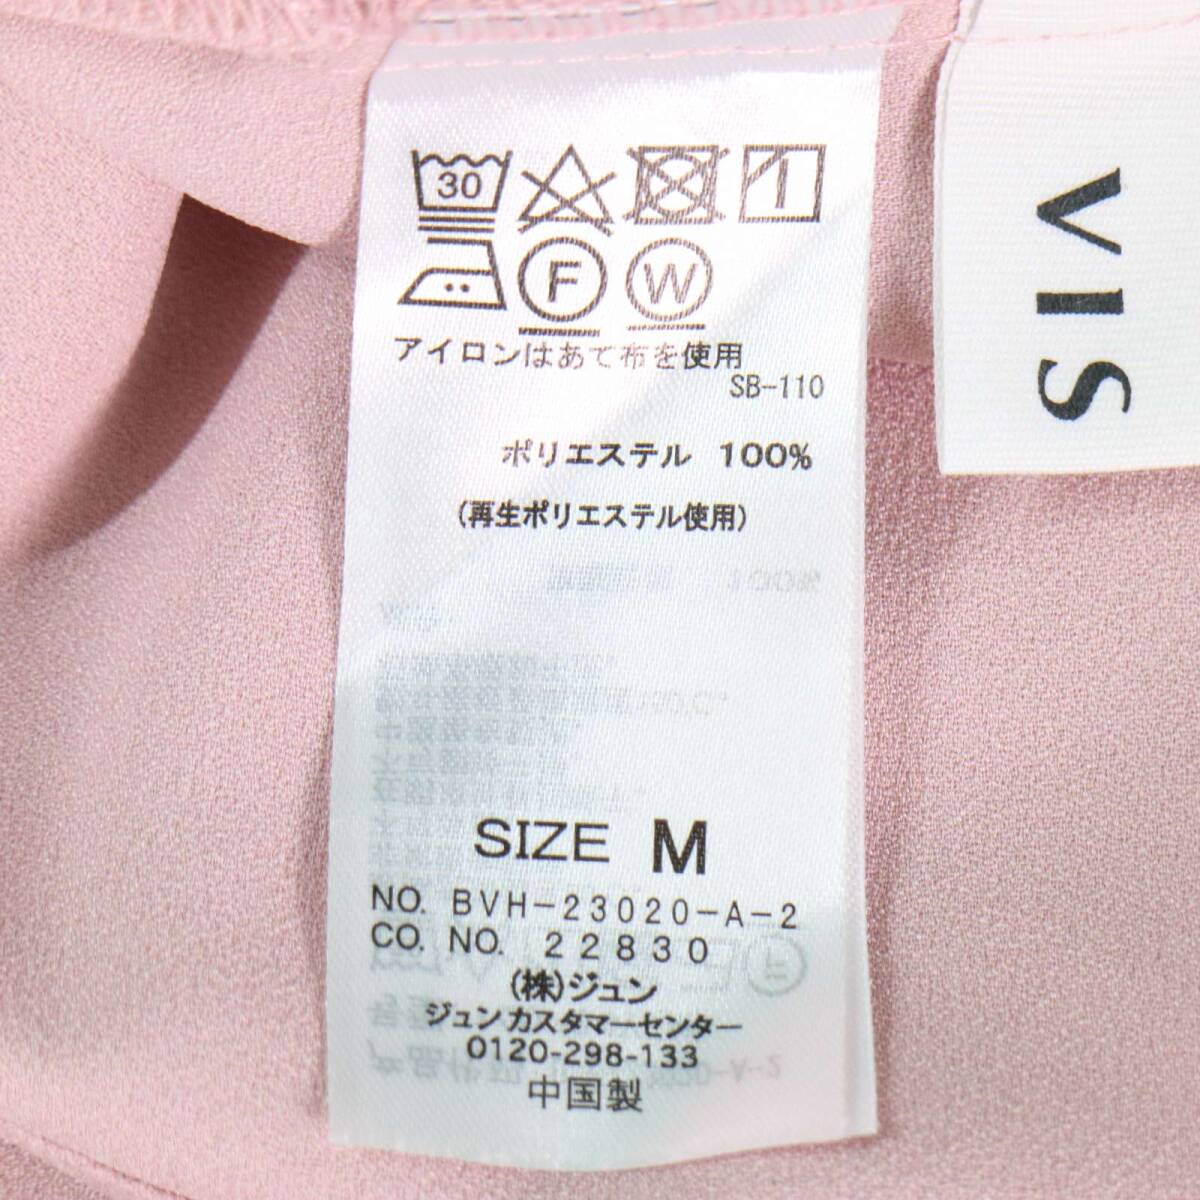 30
F W
アイロンはあて布を使用
SB-110
ポリエステル 100%
(再生ポリエステル使用)
SIZE M
NO. BVH-23020-A-2
CO. NO. 22830
(株)ジュン
ジュンカスタマーセンター
0120-298-133
中国製
VIS